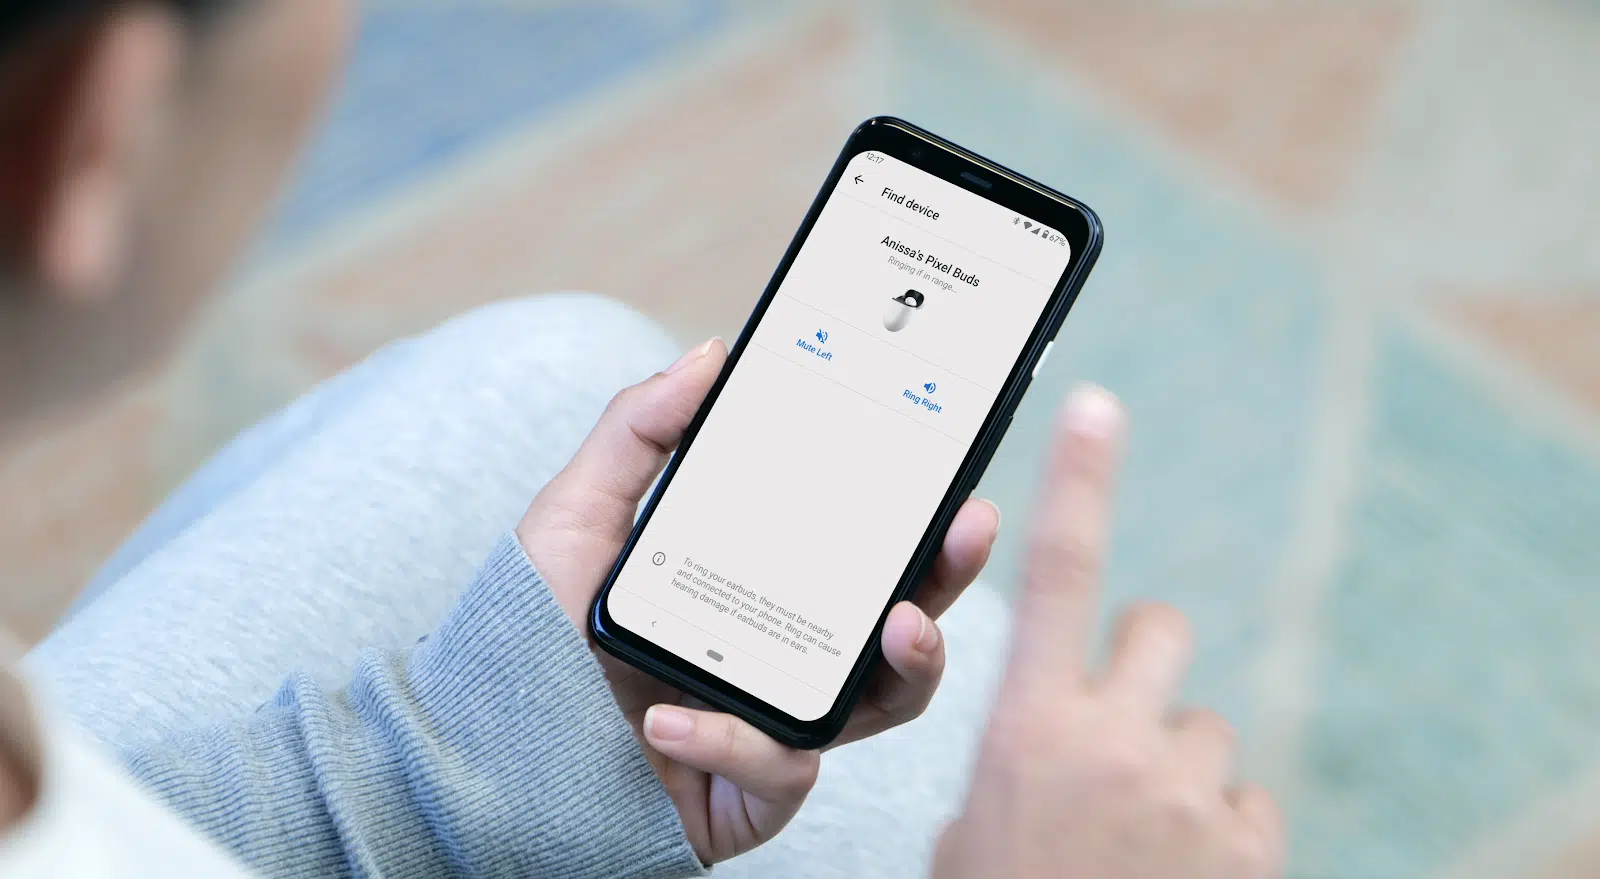 12:17
67%
Find device
Anissa's Pixel Buds
Ringing if in range...
Mute Left
Ring Right
To ring your earbuds, they must be nearby
and connected to your phone. Ring can cause
hearing damage if earbuds are in ears.